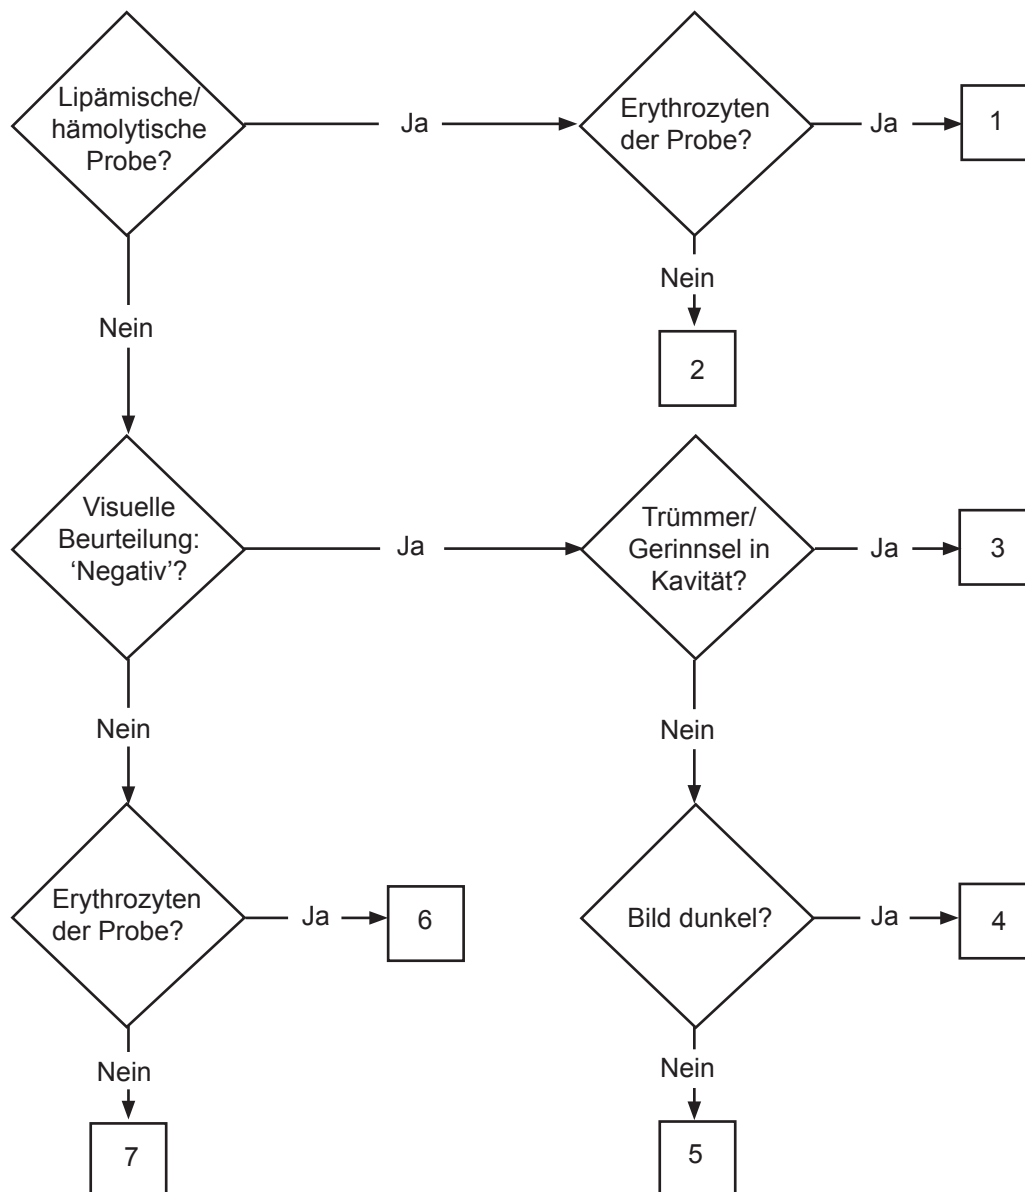 Lipämische/
hämolytische
Probe?
Ja
Erythrozyten
der Probe?
Ja
1
Nein
Nein
2
Visuelle
Beurteilung:
‘Negativ’?
Ja
Trümmer/
Gerinnsel in
Kavität?
Ja
3
Nein
Nein
Erythrozyten
der Probe?
Ja
6
Bild dunkel?
Ja
4
Nein
Nein
7
5